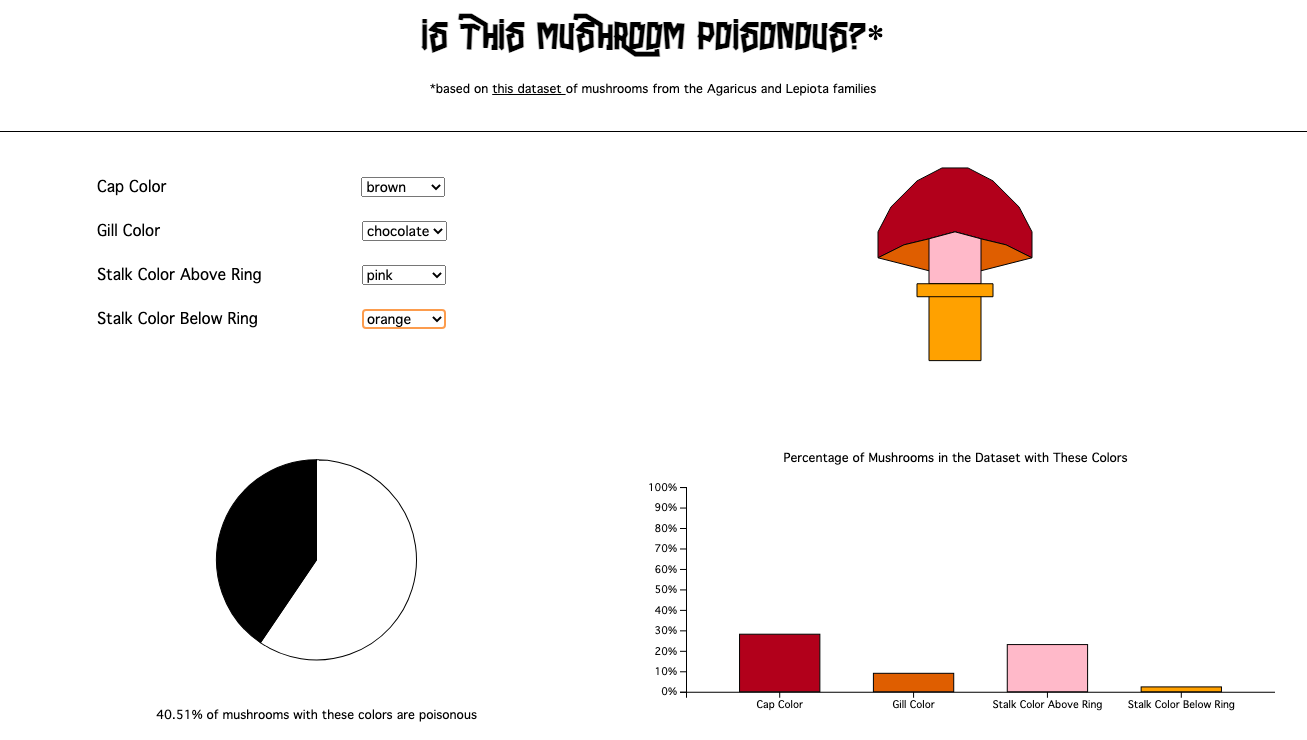 IS THIS MUSHROOM POISONOUS?*
*based on this dataset of mushrooms from the Agaricus and Lepiota families
Cap Color brown
Gill Color chocolate
Stalk Color Above Ring pink
Stalk Color Below Ring orange
40.51% of mushrooms with these colors are poisonous
Percentage of Mushrooms in the Dataset with These Colors
100%
90%
80%
70%
60%
50%
40%
30%
20%
10%
0%
Cap Color Gill Color Stalk Color Above Ring Stalk Color Below Ring